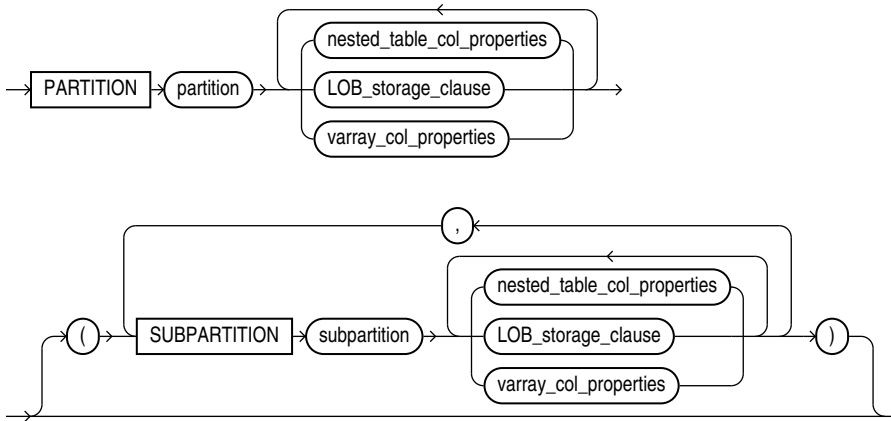 nested_table_col_properties
PARTITION partition LOB_storage_clause
varray_col_properties
,
nested_table_col_properties
( SUBPARTITION subpartition LOB_storage_clause )
varray_col_properties